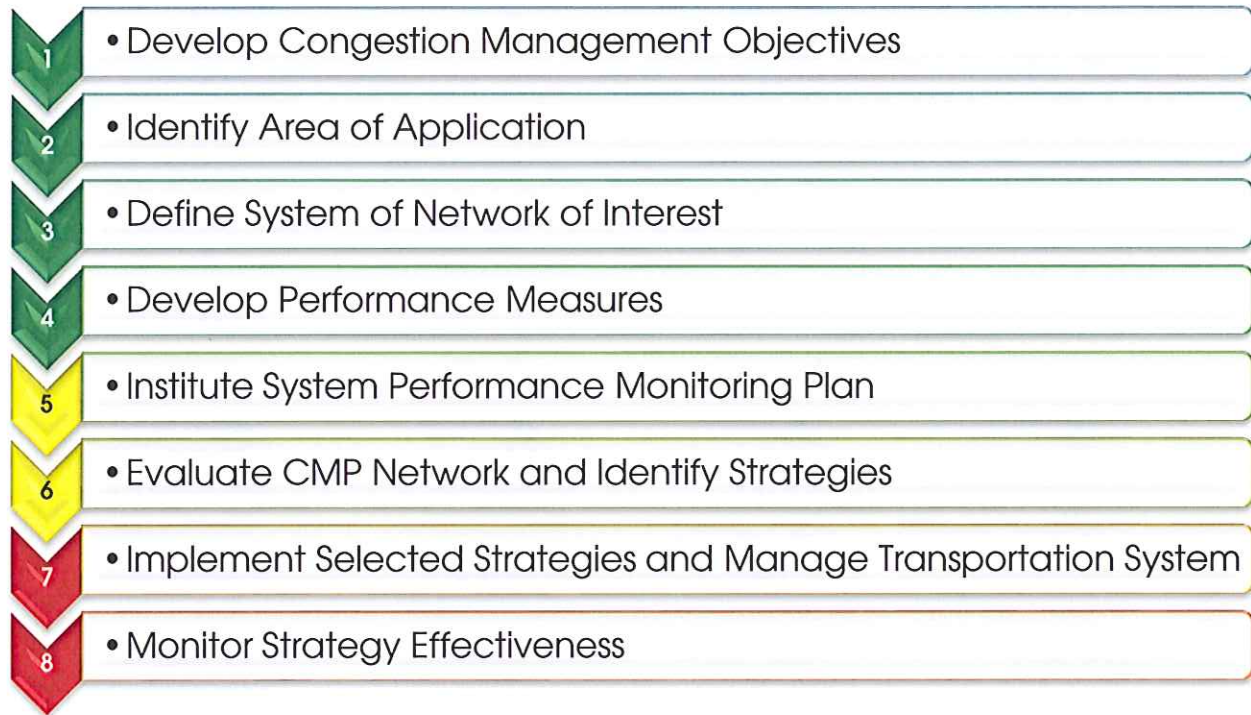 1
• Develop Congestion Management Objectives
2
• Identify Area of Application
3
• Define System of Network of Interest
4
• Develop Performance Measures
5
• Institute System Performance Monitoring Plan
6
• Evaluate CMP Network and Identify Strategies
7
• Implement Selected Strategies and Manage Transportation System
8
• Monitor Strategy Effectiveness